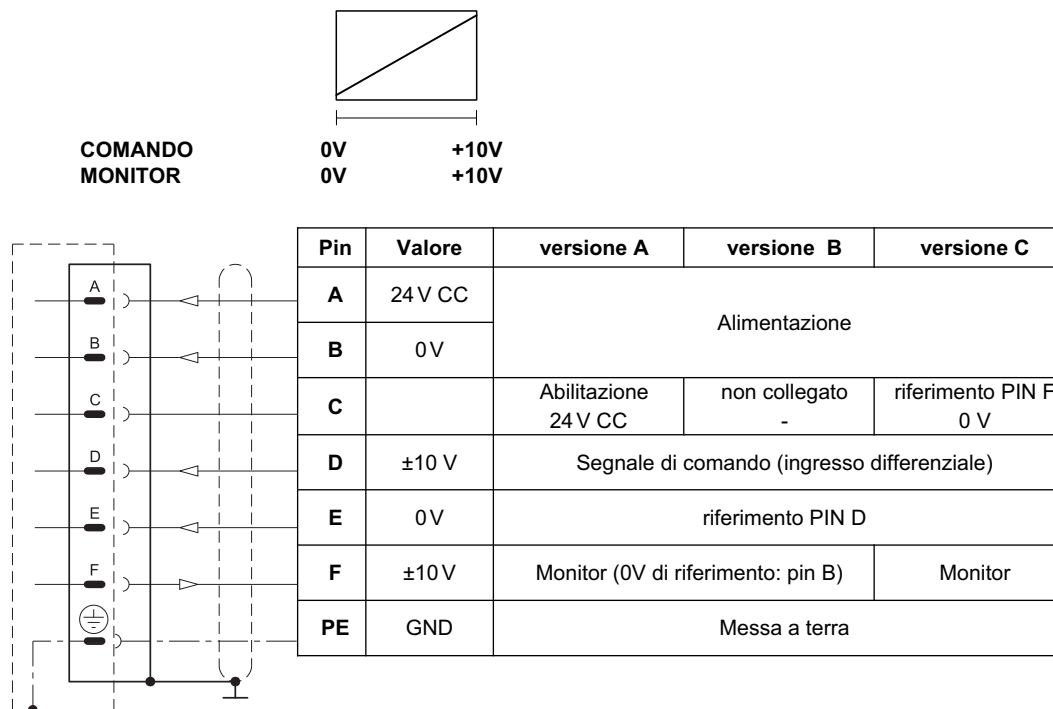 COMANDO 0V +10V
MONITOR 0V +10V
Pin Valore versione A versione B versione C
A 24 V CC Alimentazione
B 0 V
C Abilitazione 24 V CC non collegato - riferimento PIN F 0 V
D ±10 V Segnale di comando (ingresso differenziale)
E 0 V riferimento PIN D
F ±10 V Monitor (0V di riferimento: pin B) Monitor
PE GND Messa a terra
A
B
C
D
E
F